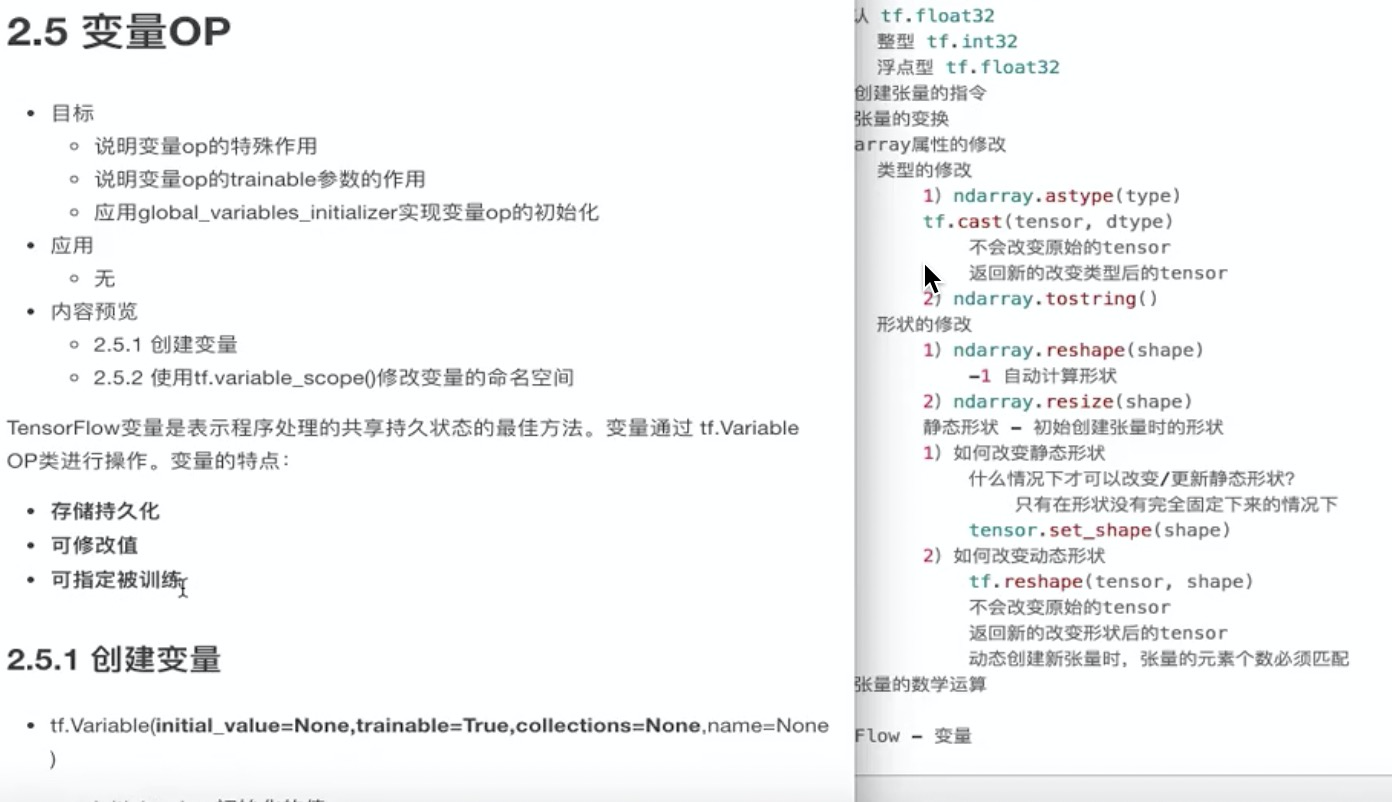 2.5 变量OP
• 目标
◦ 说明变量op的特殊作用
◦ 说明变量op的trainable参数的作用
◦ 应用global_variables_initializer实现变量op的初始化
• 应用
◦ 无
• 内容预览
◦ 2.5.1 创建变量
◦ 2.5.2 使用tf.variable_scope()修改变量的命名空间
TensorFlow变量是表示程序处理的共享持久状态的最佳方法。变量通过 tf.Variable
OP类进行操作。变量的特点：
• 存储持久化
• 可修改值
• 可指定被训练
2.5.1 创建变量
• tf.Variable(initial_value=None,trainable=True,collections=None,name=None
)
认 tf.float32
整型 tf.int32
浮点型 tf.float32
创建张量的指令
张量的变换
array属性的修改
类型的修改
1) ndarray.astype(type)
tf.cast(tensor, dtype)
不会改变原始的tensor
返回新的改变类型后的tensor
2) ndarray.tostring()
形状的修改
1) ndarray.reshape(shape)
-1 自动计算形状
2) ndarray.resize(shape)
静态形状 - 初始创建张量时的形状
1) 如何改变静态形状
什么情况下才可以改变/更新静态形状?
只有在形状没有完全固定下来的情况下
tensor.set_shape(shape)
2) 如何改变动态形状
tf.reshape(tensor, shape)
不会改变原始的tensor
返回新的改变形状后的tensor
动态创建新张量时，张量的元素个数必须匹配
张量的数学运算
Flow - 变量